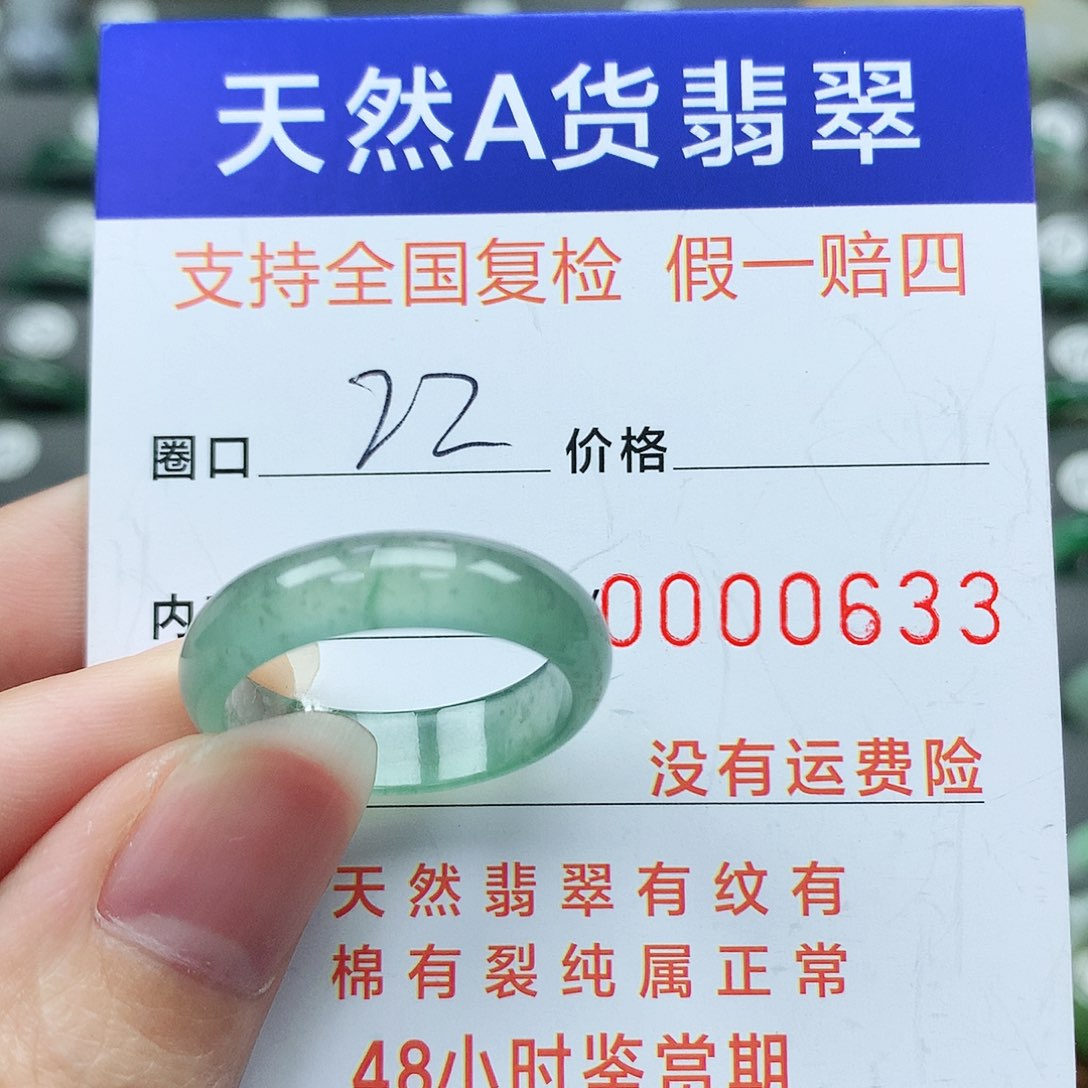 天然A货翡翠
支持全国复检 假一赔四
圈口 22 价格
内 0000633
没有运费险
天然翡翠有纹有
棉有裂纯属正常
48小时鉴赏期